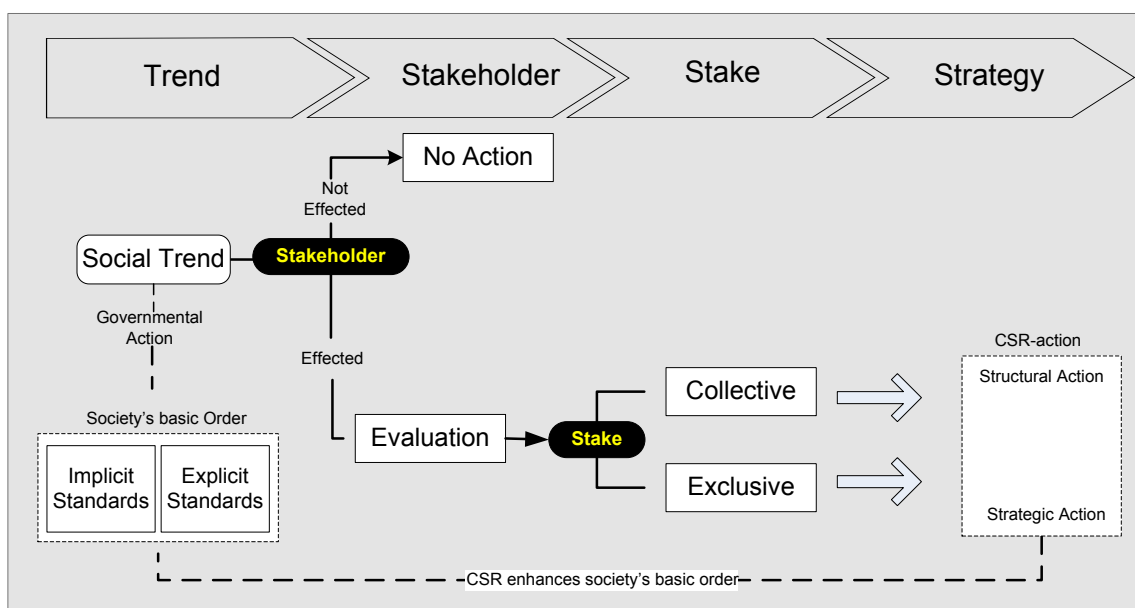 Trend
Stakeholder
Stake
Strategy
No Action
Not
Effected
Social Trend
Stakeholder
Governmental
Action
Effected
CSR-action
Structural Action
Collective
Society's basic Order
Evaluation
Stake
Implicit
Standards
Explicit
Standards
Exclusive
Strategic Action
CSR enhances society's basic order